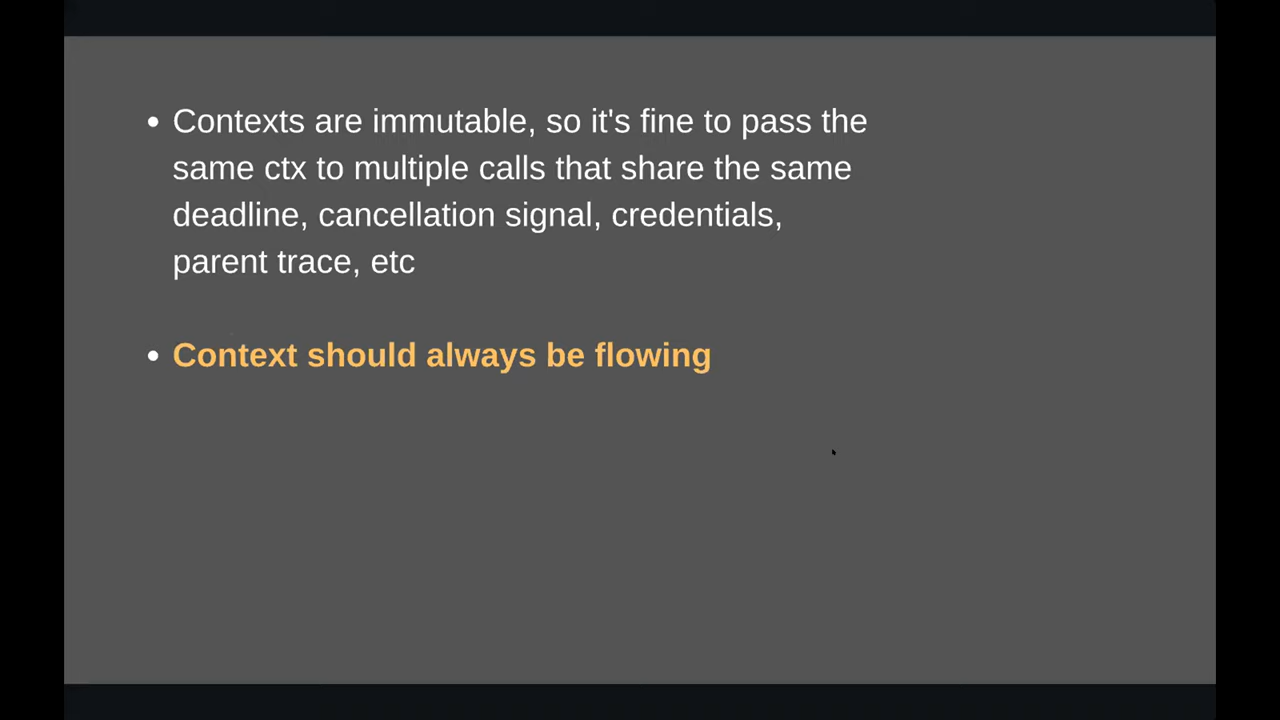 • Contexts are immutable, so it's fine to pass the
same ctx to multiple calls that share the same
deadline, cancellation signal, credentials,
parent trace, etc
• Context should always be flowing